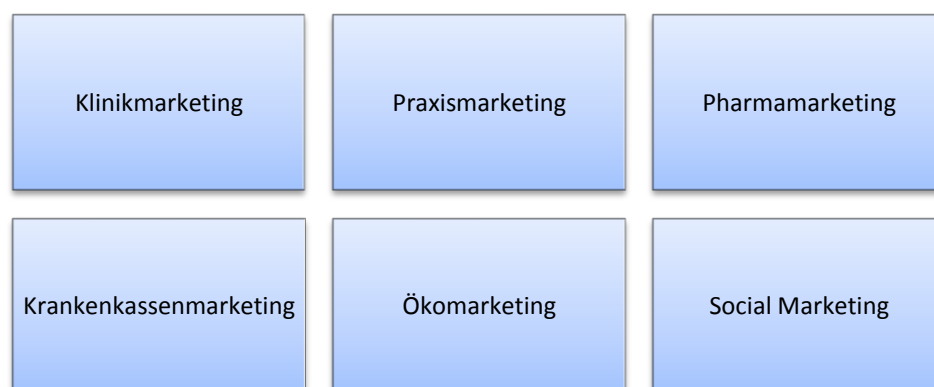 Klinikmarketing
Praxismarketing
Pharmamarketing
Krankenkassenmarketing
Ökomarketing
Social Marketing